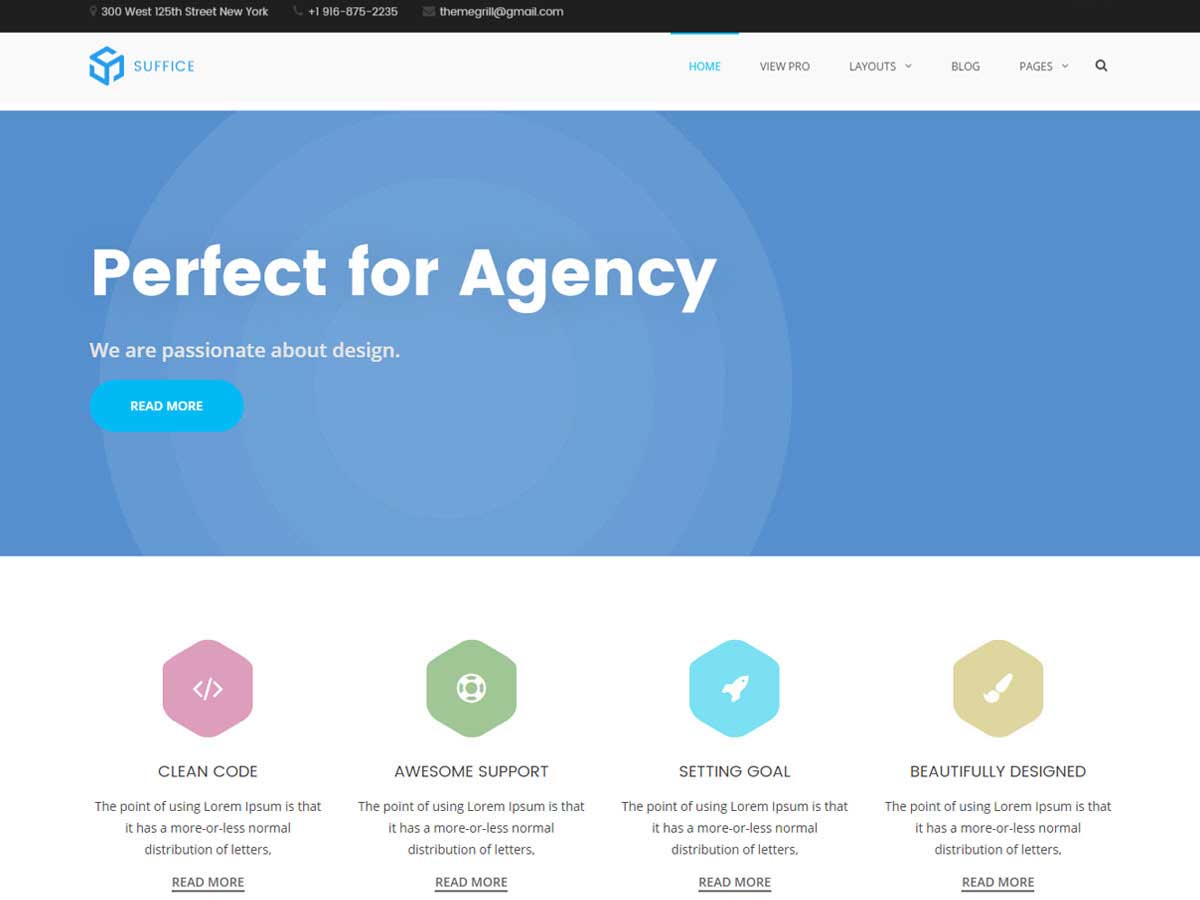 300 West 125th Street New York +1 916-875-2235 themegrill@gmail.com
SUFFICE HOME VIEW PRO LAYOUTS BLOG PAGES
Perfect for Agency
We are passionate about design.
READ MORE
CLEAN CODE
The point of using Lorem Ipsum is that
it has a more-or-less normal
distribution of letters,
READ MORE
AWESOME SUPPORT
The point of using Lorem Ipsum is that
it has a more-or-less normal
distribution of letters,
READ MORE
SETTING GOAL
The point of using Lorem Ipsum is that
it has a more-or-less normal
distribution of letters,
READ MORE
BEAUTIFULLY DESIGNED
The point of using Lorem Ipsum is that
it has a more-or-less normal
distribution of letters,
READ MORE